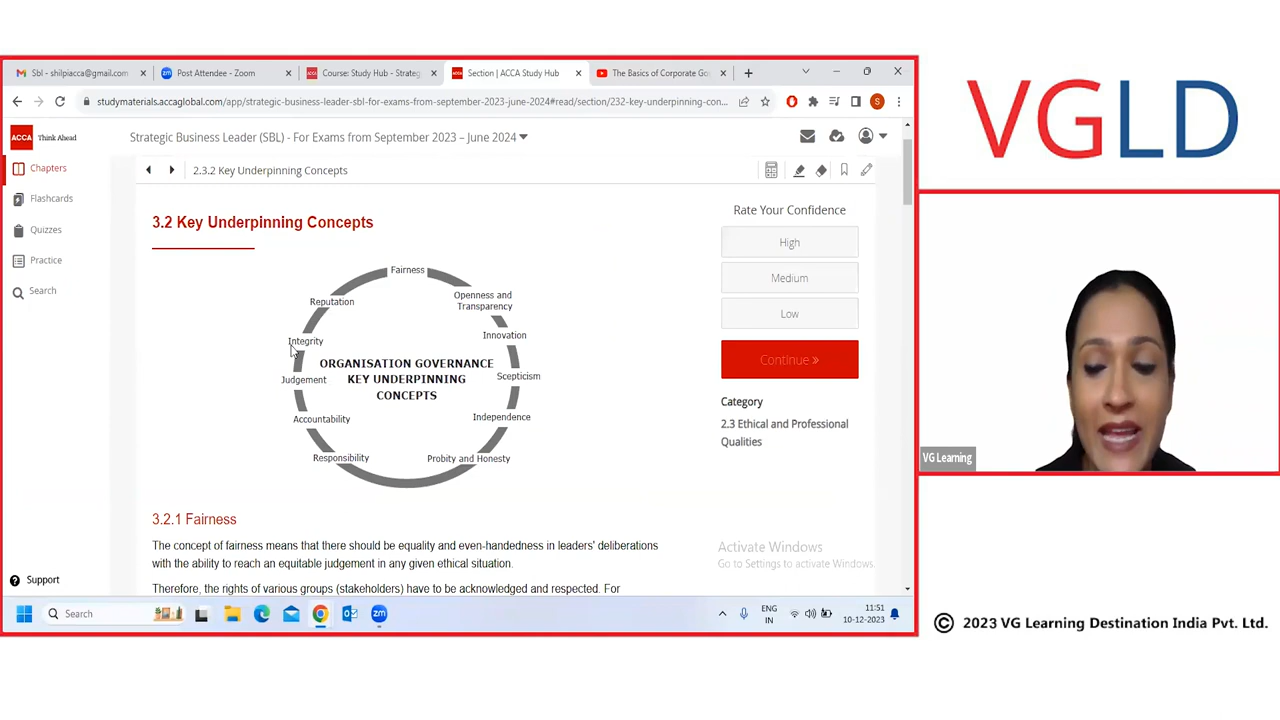 Sbl - shilpiacca@gmail.com
Post Attendee - Zoom
Course: Study Hub - Strateg
Section | ACCA Study Hub
The Basics of Corporate Go
studymaterials.accaglobal.com/app/strategic-business-leader-sbl-for-exams-from-september-2023-june-2024#read/section/232-key-underpinning-con...
S
ACCA
Think Ahead
Strategic Business Leader (SBL) - For Exams from September 2023 – June 2024
Chapters
Flashcards
Quizzes
Practice
Search
Support
2.3.2 Key Underpinning Concepts
3.2 Key Underpinning Concepts
Fairness
Openness and
Transparency
Innovation
Scepticism
Independence
Probity and Honesty
Responsibility
Accountability
Judgement
Integrity
Reputation
ORGANISATION GOVERNANCE
KEY UNDERPINNING
CONCEPTS
3.2.1 Fairness
The concept of fairness means that there should be equality and even-handedness in leaders' deliberations
with the ability to reach an equitable judgement in any given ethical situation.
Therefore, the rights of various groups (stakeholders) have to be acknowledged and respected. For
Rate Your Confidence
High
Medium
Low
Continue »
Category
2.3 Ethical and Professional
Qualities
Activate Windows
Go to Settings to activate Windows.
Search
zm
ENG
IN
11:51
10-12-2023
VGLD
VG Learning
© 2023 VG Learning Destination India Pvt. Ltd.